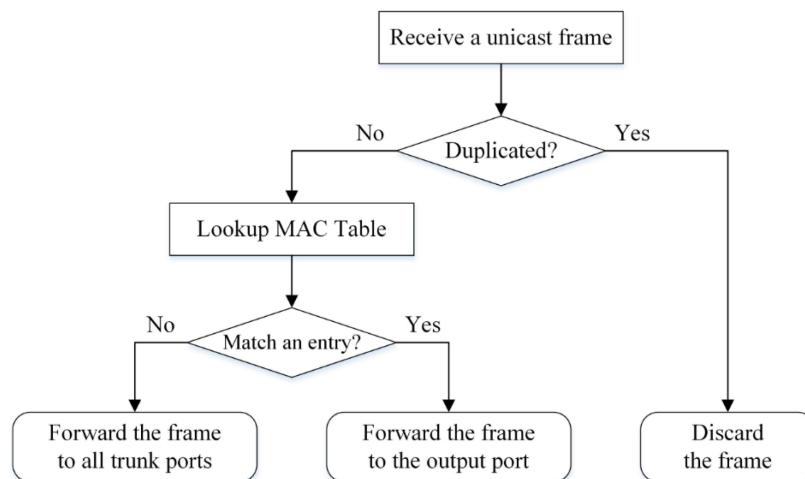 Receive a unicast frame
No
Yes
Duplicated?
Lookup MAC Table
No
Yes
Match an entry?
Forward the frame
to all trunk ports
Forward the frame
to the output port
Discard
the frame